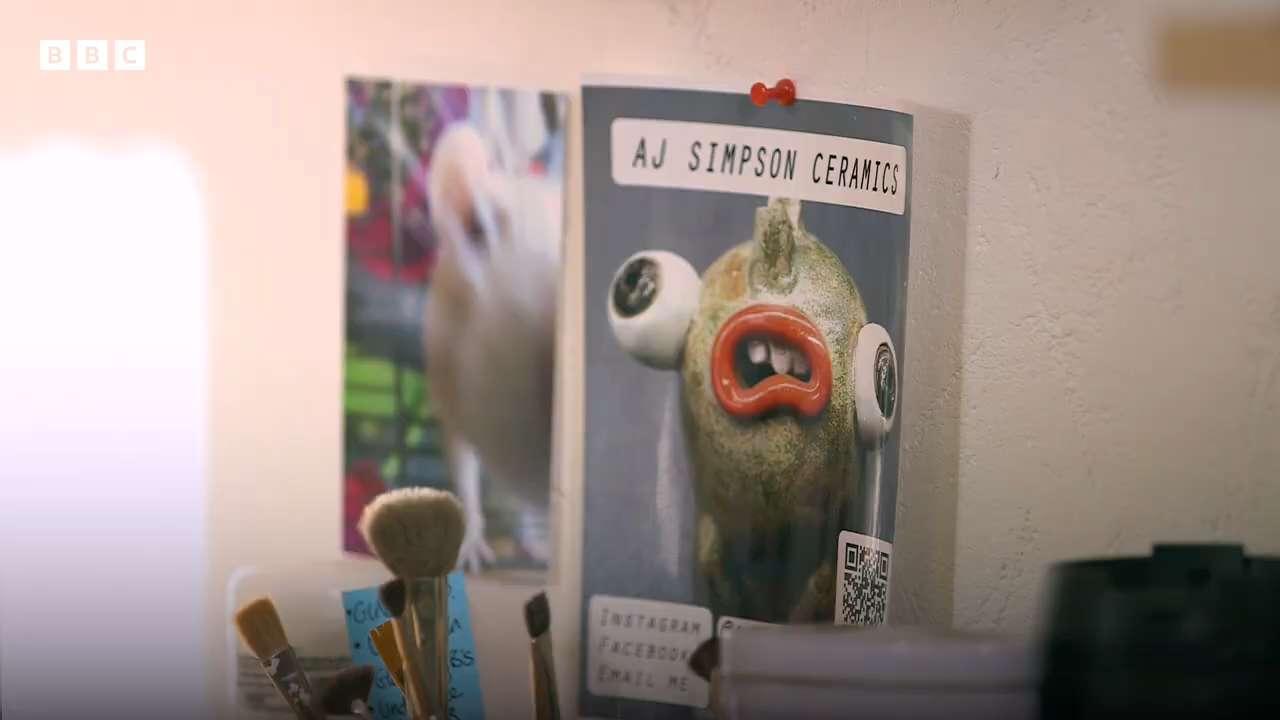 BBC
AJ SIMPSON CERAMICS
INSTAGRAM
FACEBOOK
EMAIL ME